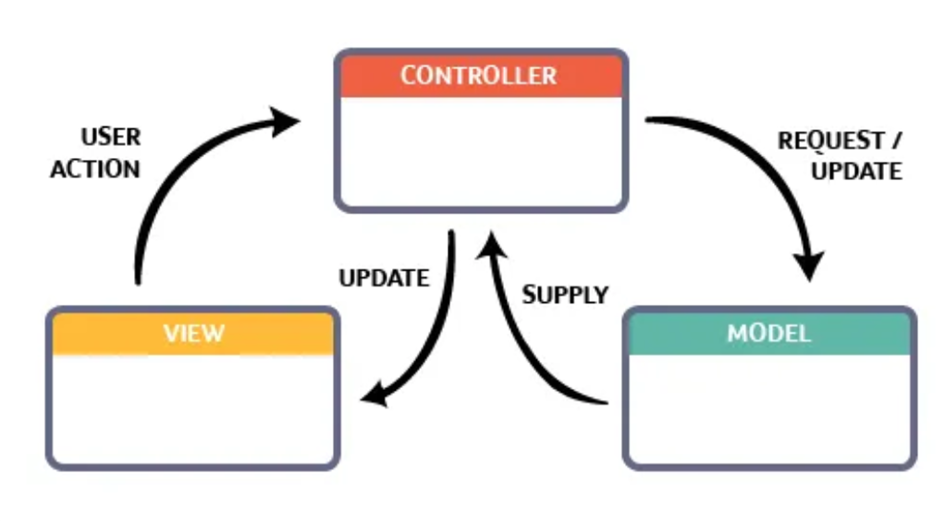 CONTROLLER
USER
ACTION
REQUEST /
UPDATE
UPDATE
SUPPLY
VIEW
MODEL